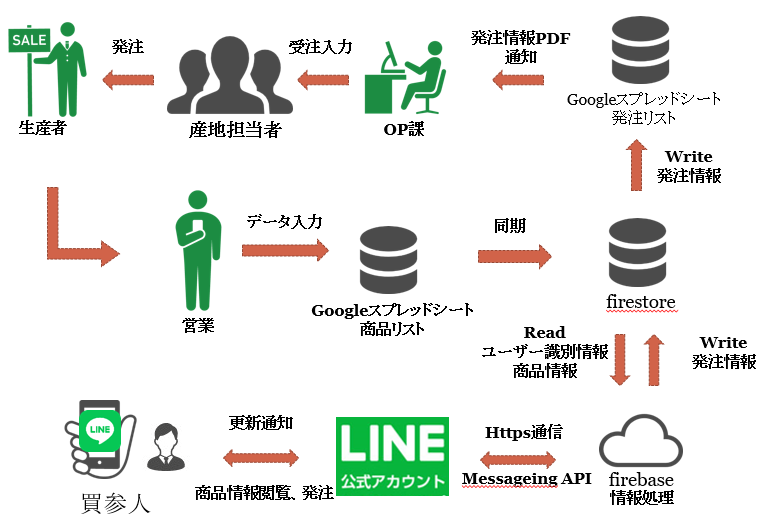 SALE
発注
受注入力
発注情報PDF
通知
Googleスプレッドシート
発注リスト
生産者
産地担当者
OP課
Write
発注情報
データ入力
同期
営業
Googleスプレッドシート
商品リスト
firestore
Read
ユーザー識別情報
商品情報
Write
発注情報
LINE
更新通知
商品情報閲覧、発注
LINE
公式アカウント
Https通信
Messageing API
firebase
情報処理
買参人